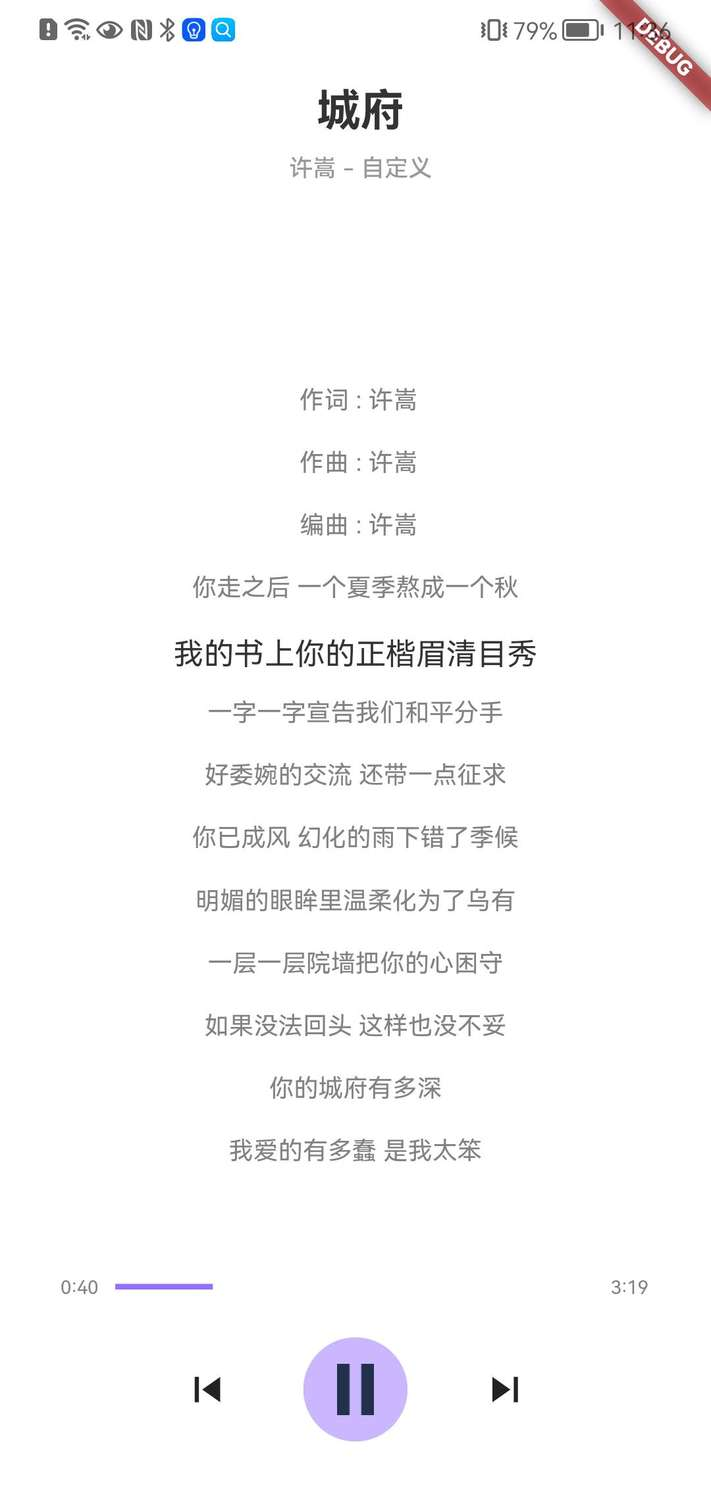 79%
DEBUG
城府
许嵩 - 自定义
作词 : 许嵩
作曲 : 许嵩
编曲 : 许嵩
你走之后 一个夏季熬成一个秋
我的书上你的正楷眉清目秀
一字一字宣告我们和平分手
好委婉的交流 还带一点征求
你已成风 幻化的雨下错了季候
明媚的眼眸里温柔化为了乌有
一层一层院墙把你的心困守
如果没法回头 这样也没不妥
你的城府有多深
我爱的有多蠢 是我太笨
0:40
3:19